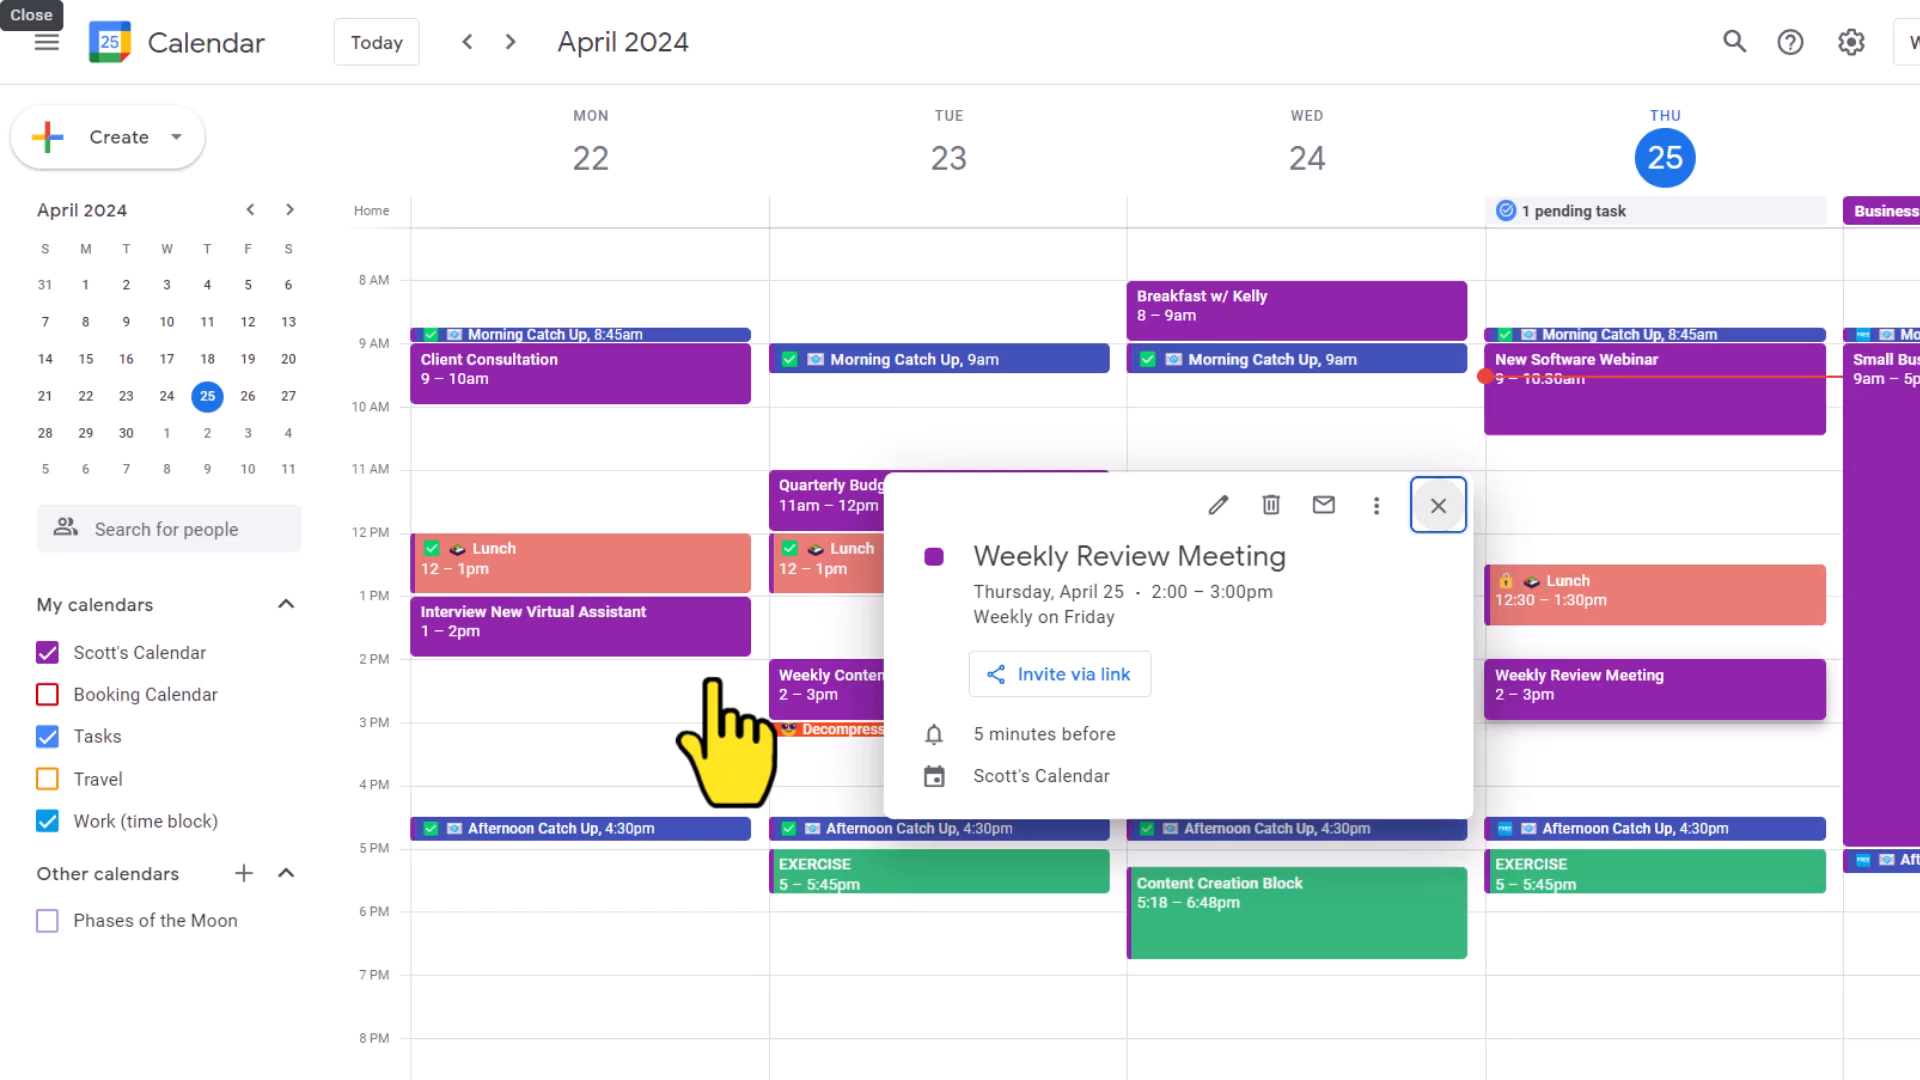 Close
25
Calendar
Today
April 2024
W
Create
MON
22
TUE
23
WED
24
THU
25
April 2024
S M T W T F S
31 1 2 3 4 5 6
7 8 9 10 11 12 13
14 15 16 17 18 19 20
21 22 23 24 25 26 27
28 29 30 1 2 3 4
5 6 7 8 9 10 11
Search for people
My calendars
Scott's Calendar
Booking Calendar
Tasks
Travel
Work (time block)
Other calendars
Phases of the Moon
Home
8 AM
9 AM
10 AM
11 AM
12 PM
1 PM
2 PM
3 PM
4 PM
5 PM
6 PM
7 PM
8 PM
Morning Catch Up, 8:45am
Client Consultation
9 – 10am
Lunch
12 – 1pm
Interview New Virtual Assistant
1 – 2pm
Afternoon Catch Up, 4:30pm
Morning Catch Up, 9am
Quarterly Budg
11am – 12pm
Lunch
12 – 1pm
Weekly Conten
2 – 3pm
Decompress
Afternoon Catch Up, 4:30pm
EXERCISE
5 – 5:45pm
Breakfast w/ Kelly
8 – 9am
Morning Catch Up, 9am
Weekly Review Meeting
Thursday, April 25 · 2:00 – 3:00pm
Weekly on Friday
Invite via link
5 minutes before
Scott's Calendar
Afternoon Catch Up, 4:30pm
Content Creation Block
5:18 – 6:48pm
1 pending task
Morning Catch Up, 8:45am
New Software Webinar
9 – 10:30am
Lunch
12:30 – 1:30pm
Weekly Review Meeting
2 – 3pm
FREE Afternoon Catch Up, 4:30pm
EXERCISE
5 – 5:45pm
Business
FREE Mo
Small Bus
9am – 5p
FREE Aft